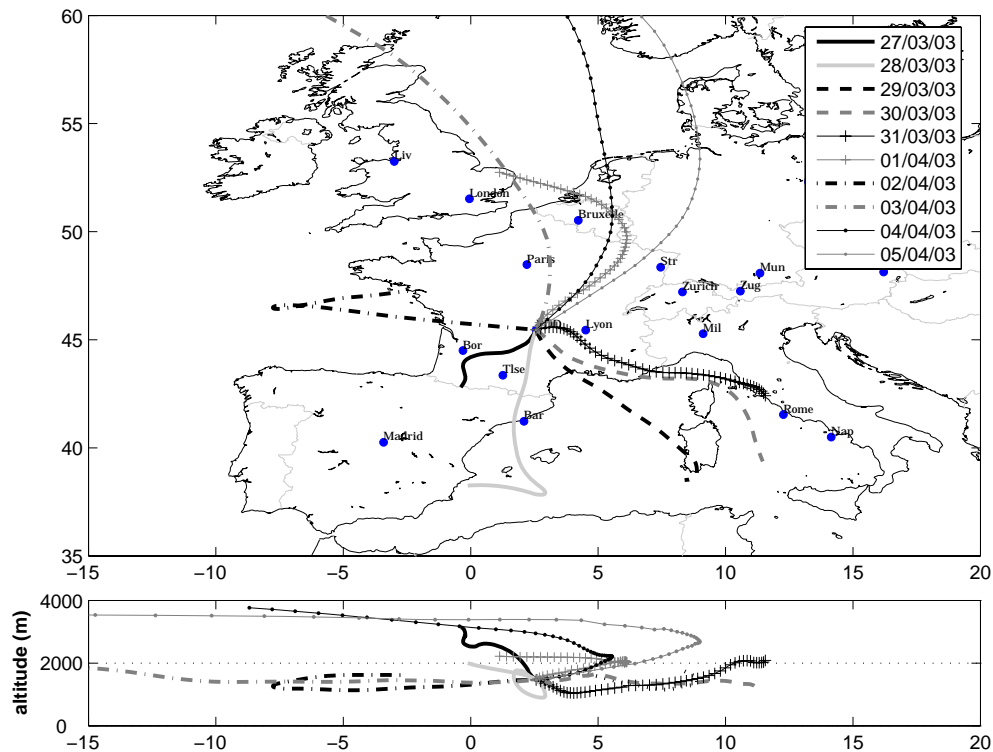 60
55
50
45
40
35
−15 −10 −5 0 5 10 15 20
27/03/03
28/03/03
29/03/03
30/03/03
31/03/03
01/04/03
02/04/03
03/04/03
04/04/03
05/04/03
Liv
London
Bruxelle
Paris
Str
Mun
Zurich
Zug
Lyon
Mil
Bor
Tlse
Bar
Madrid
Rome
Nap
altitude (m)
4000
2000
0
−15 −10 −5 0 5 10 15 20